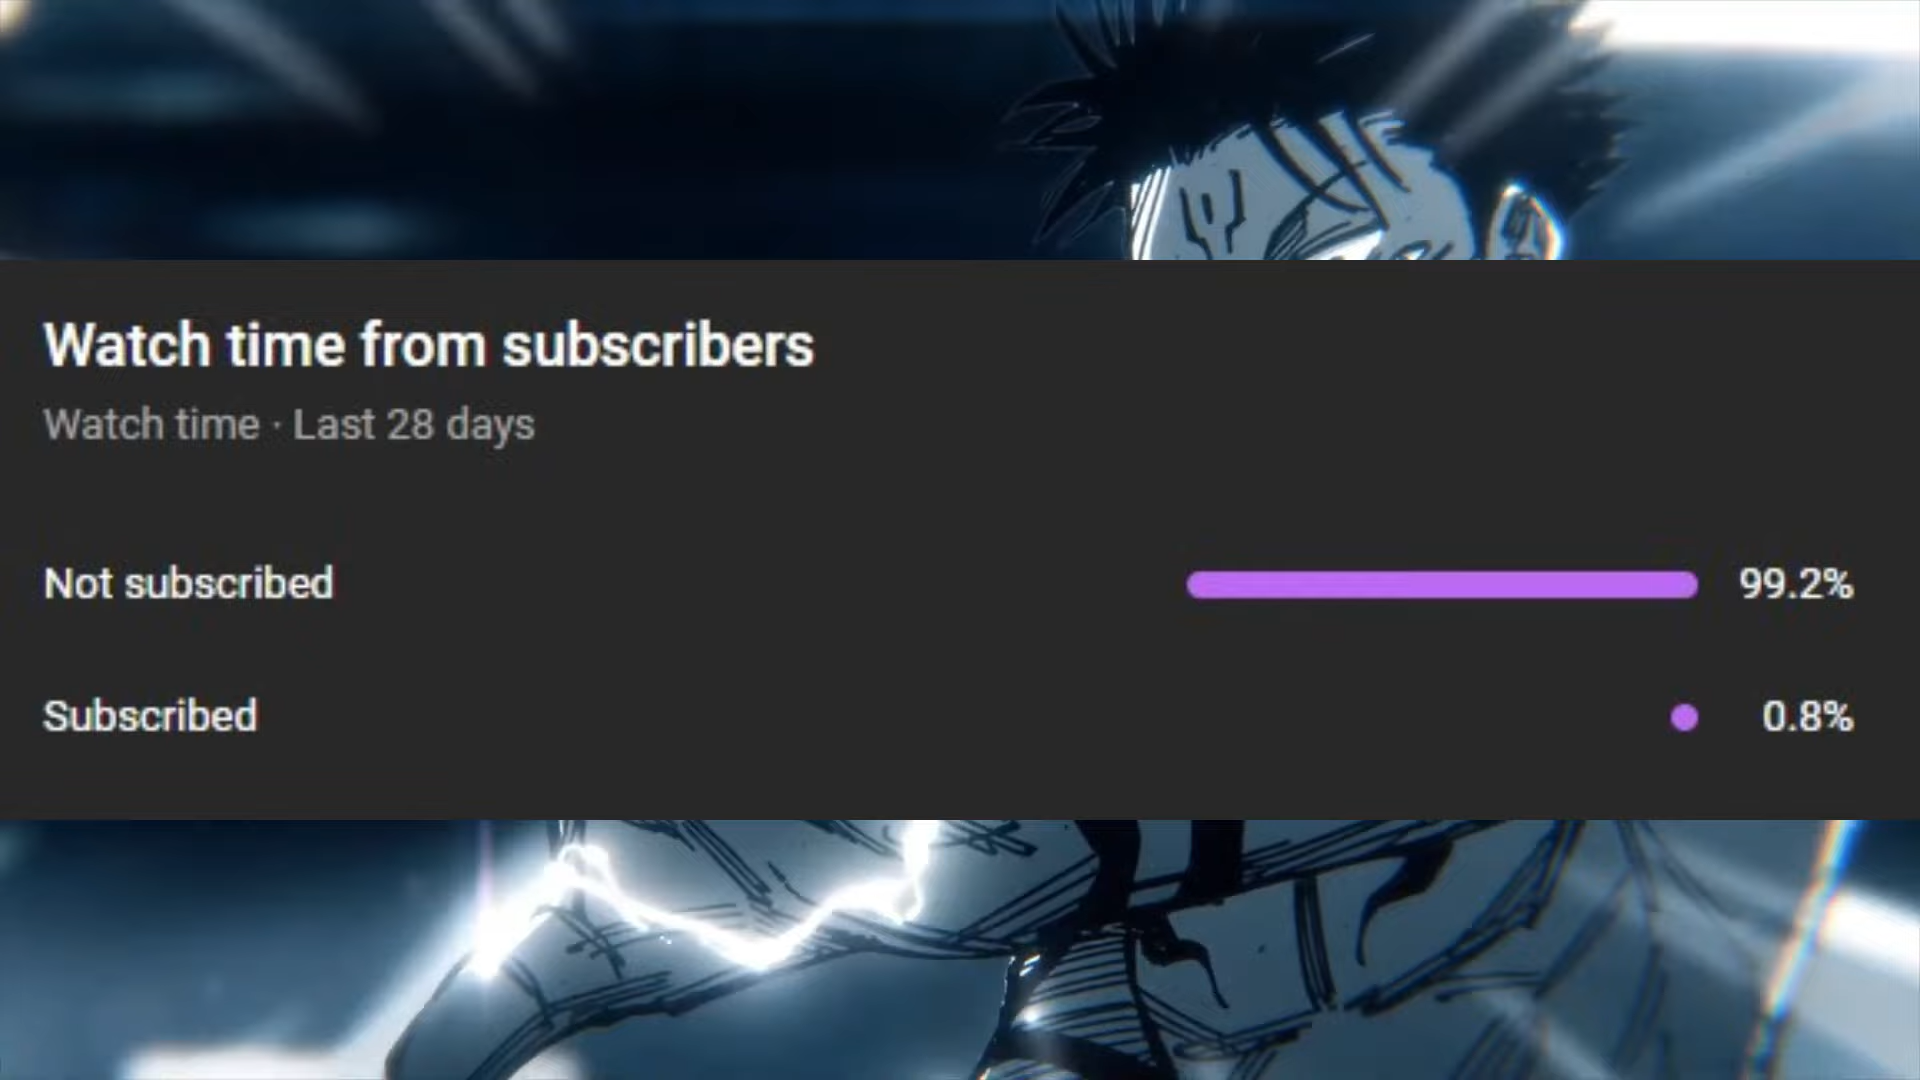 Watch time from subscribers
Watch time · Last 28 days
Not subscribed 99.2%
Subscribed 0.8%